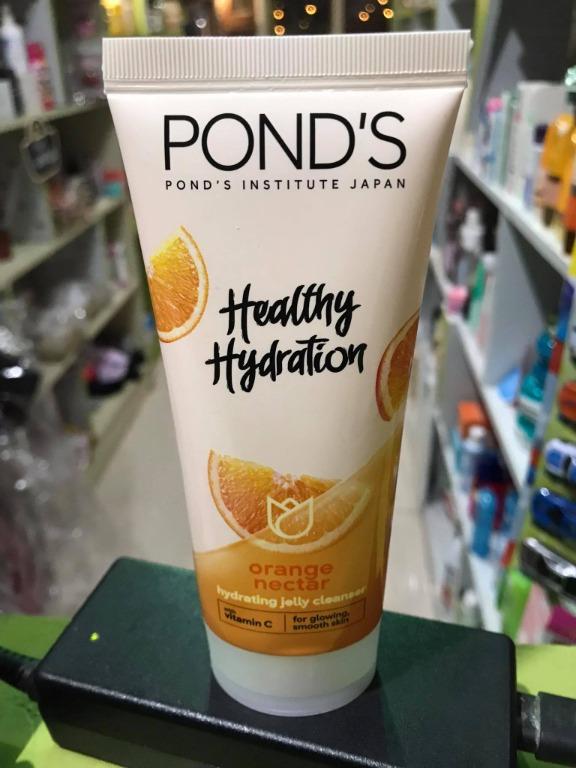 POND'S
POND'S INSTITUTE JAPAN
Healthy
Hydration
orange
nectar
hydrating jelly cleanser
with
vitamin C
for glowing,
smooth skin